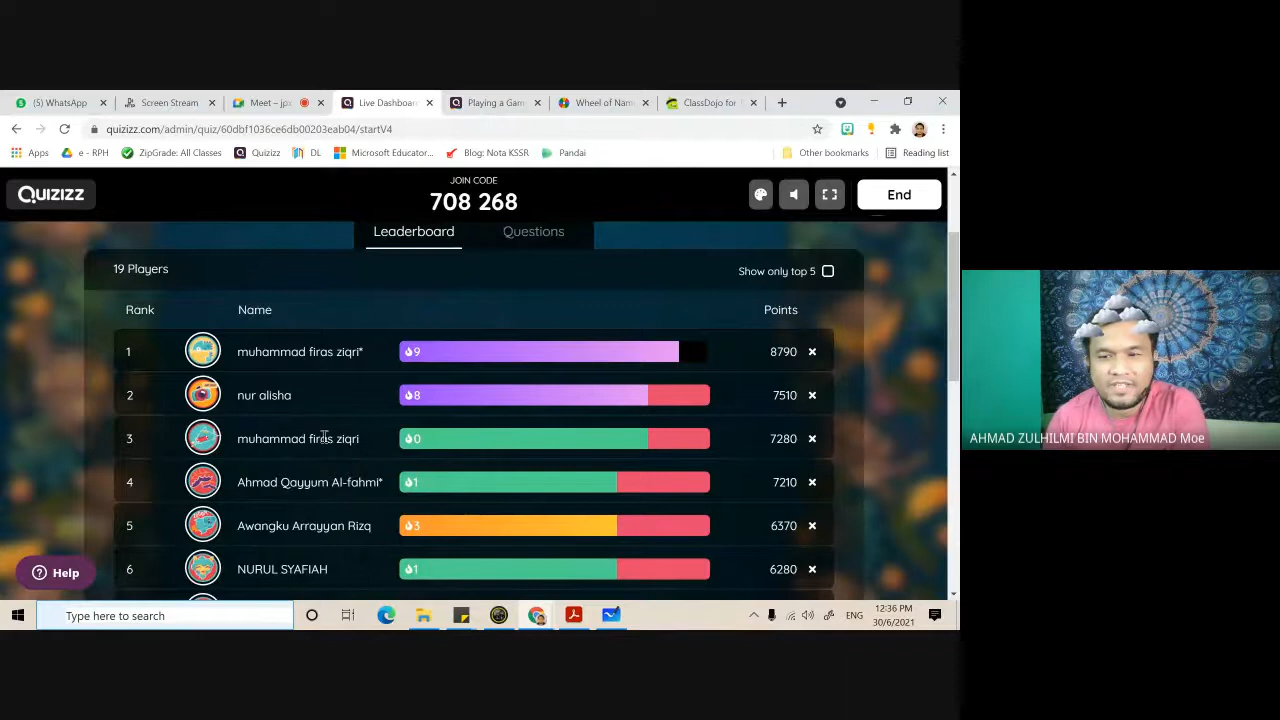 (5) WhatsApp
Screen Stream
Meet – jpx
Live Dashboar
Playing a Gam
Wheel of Nam
ClassDojo for
quizizz.com/admin/quiz/60dbf1036ce6db00203eab04/startV4
Apps
e - RPH
ZipGrade: All Classes
Quizizz
DL
Microsoft Educator...
Blog: Nota KSSR
Pandai
Other bookmarks
Reading list
Quizizz
JOIN CODE
708 268
End
Leaderboard
Questions
19 Players
Show only top 5
Rank Name Points
1 muhammad firas ziqri* 9 8790
2 nur alisha 8 7510
3 muhammad firas ziqri 0 7280
4 Ahmad Qayyum Al-fahmi* 1 7210
5 Awangku Arrayyan Rizq 3 6370
6 NURUL SYAFIAH 1 6280
Help
AHMAD ZULHILMI BIN MOHAMMAD Moe
Type here to search
ENG
12:36 PM
30/6/2021